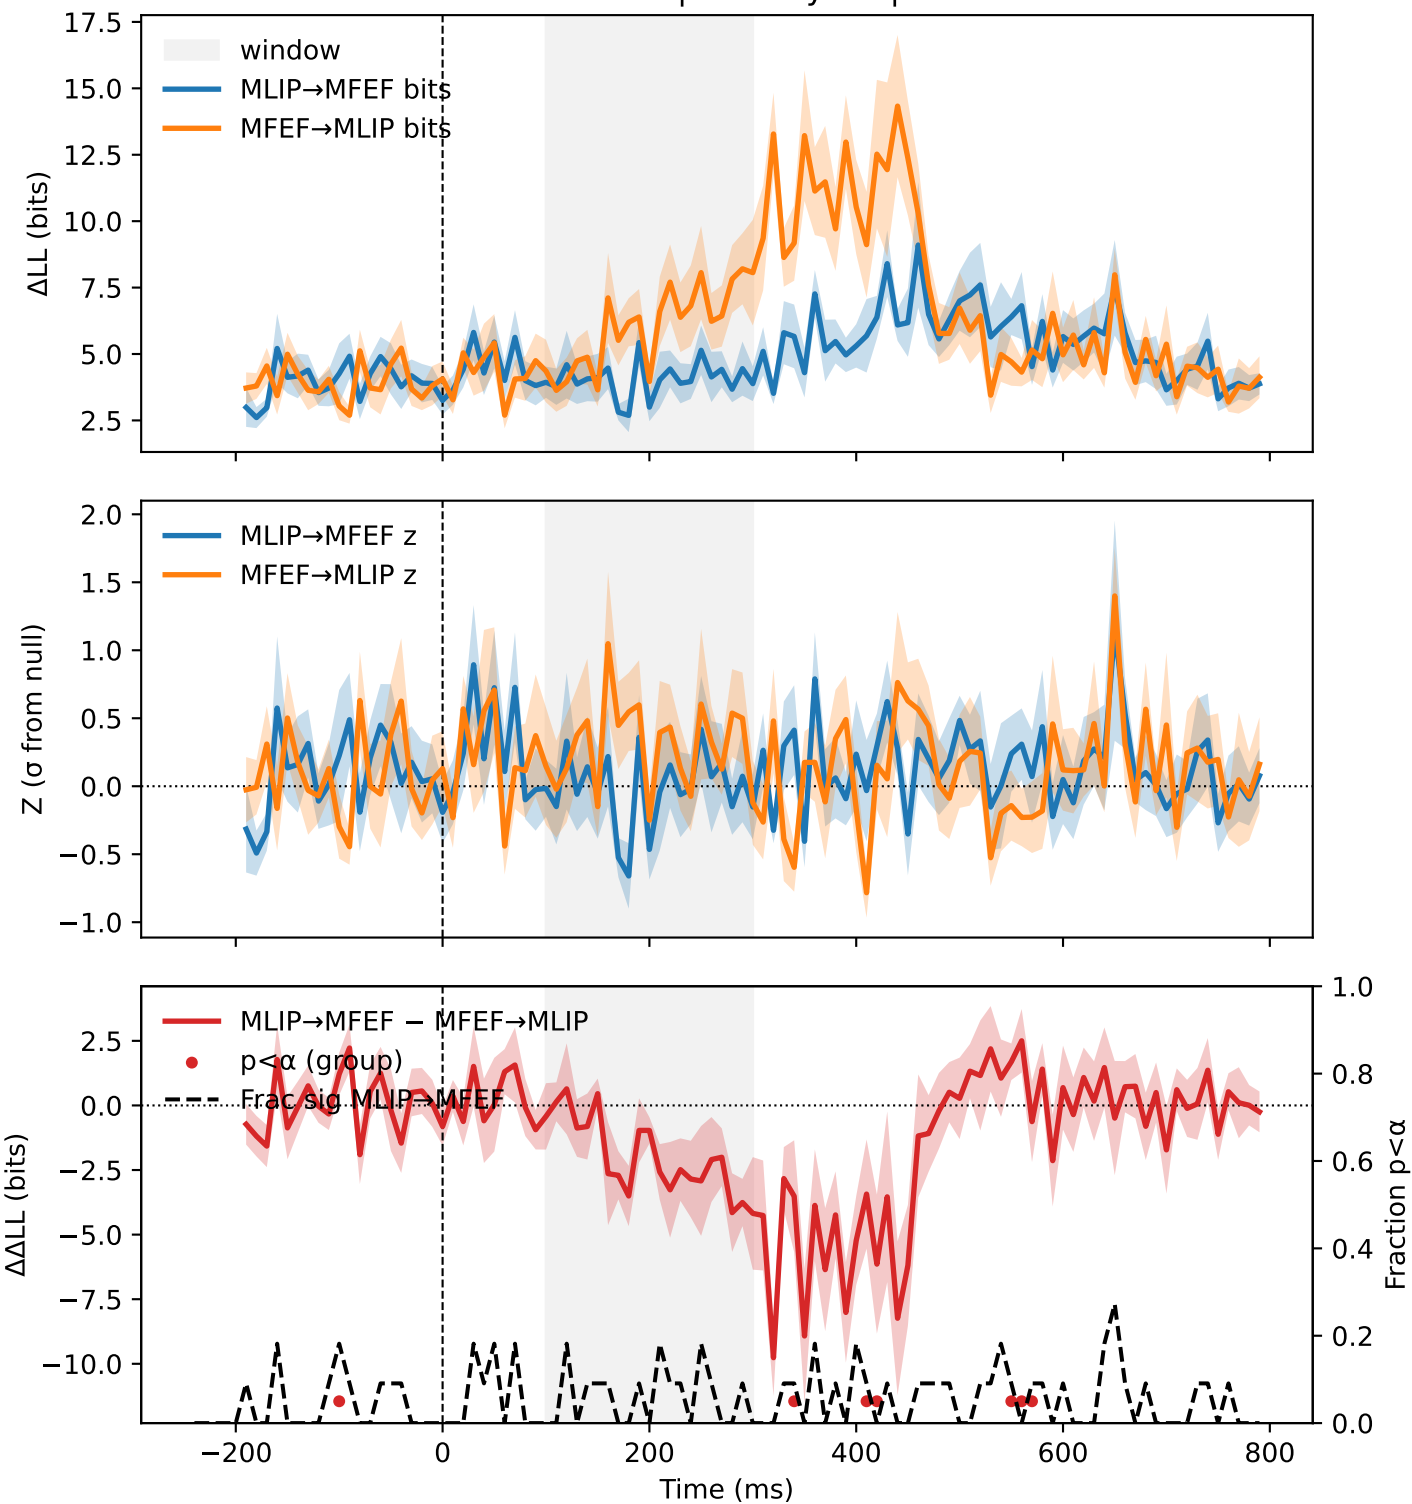 17.5
15.0
12.5
10.0
7.5
5.0
2.5
ΔLL (bits)
window
MLIP→MFEF bits
MFEF→MLIP bits
2.0
1.5
1.0
0.5
0.0
−0.5
−1.0
Z (σ from null)
MLIP→MFEF z
MFEF→MLIP z
2.5
0.0
−2.5
−5.0
−7.5
−10.0
ΔΔLL (bits)
MLIP→MFEF − MFEF→MLIP
p<α (group)
Frac sig MLIP→MFEF
1.0
0.8
0.6
0.4
0.2
0.0
Fraction p<α
−200 0 200 400 600 800
Time (ms)